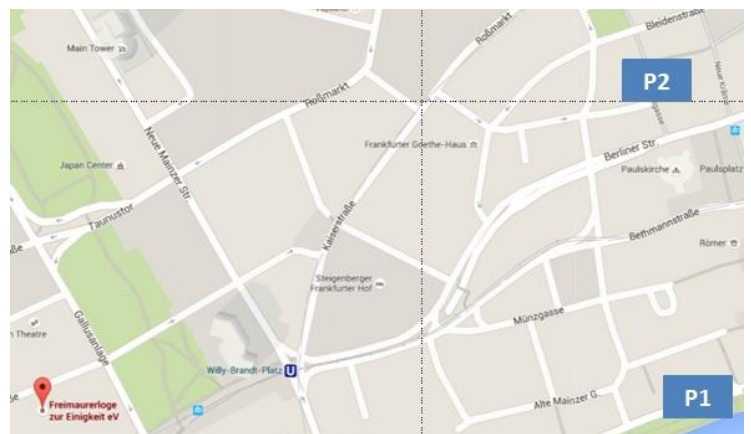 Roßmarkt
Bleidenstraße
Main Tower
P2
Neue Kräme
Roßmarkt
Neue Mainzer Str.
Frankfurter Goethe-Haus
Berliner Str.
Japan Center
Paulskirche
Paulsplatz
Taunustor
Kaiserstraße
Bethmannstraße
Römer
Steigenberger
Frankfurter Hof
Gallusanlage
Münzgasse
Theatre
Willy-Brandt-Platz
U
Freimaurerloge
zur Einigkeit eV
Alte Mainzer G.
P1